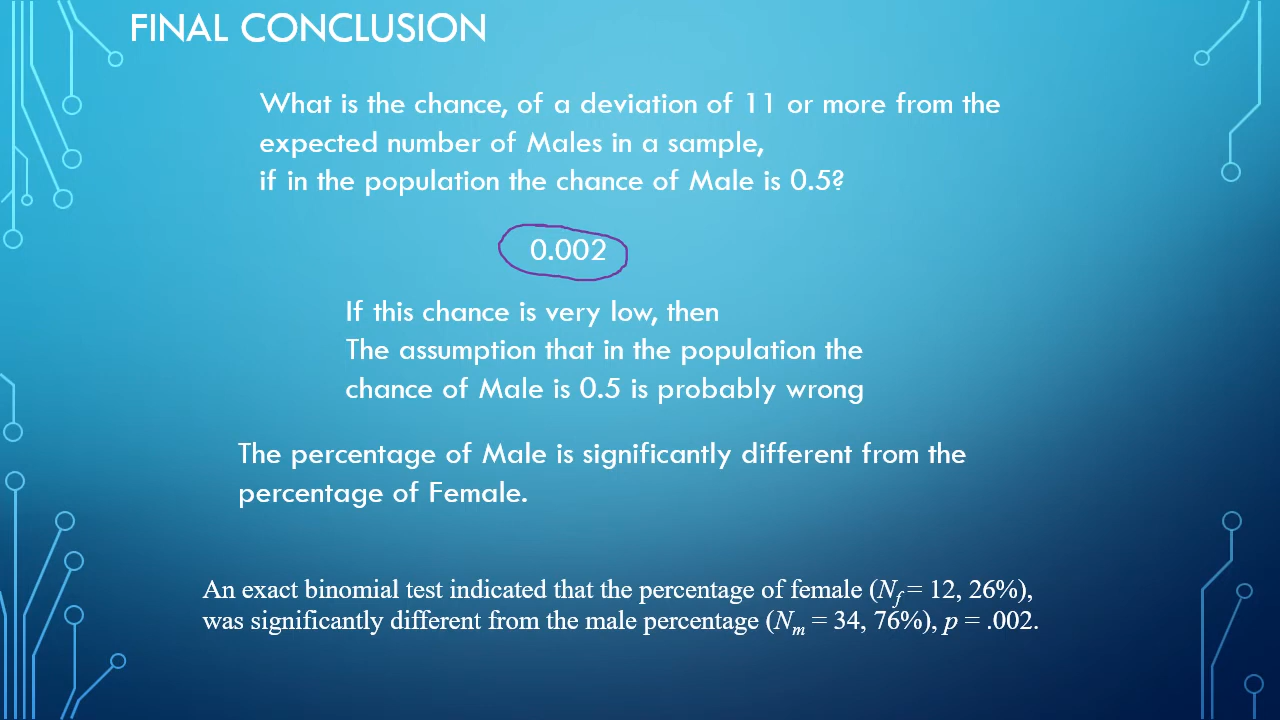 FINAL CONCLUSION
What is the chance, of a deviation of 11 or more from the
expected number of Males in a sample,
if in the population the chance of Male is 0.5?
0.002
If this chance is very low, then
The assumption that in the population the
chance of Male is 0.5 is probably wrong
The percentage of Male is significantly different from the
percentage of Female.
An exact binomial test indicated that the percentage of female (Nf = 12, 26%),
was significantly different from the male percentage (Nm = 34, 76%), p = .002.